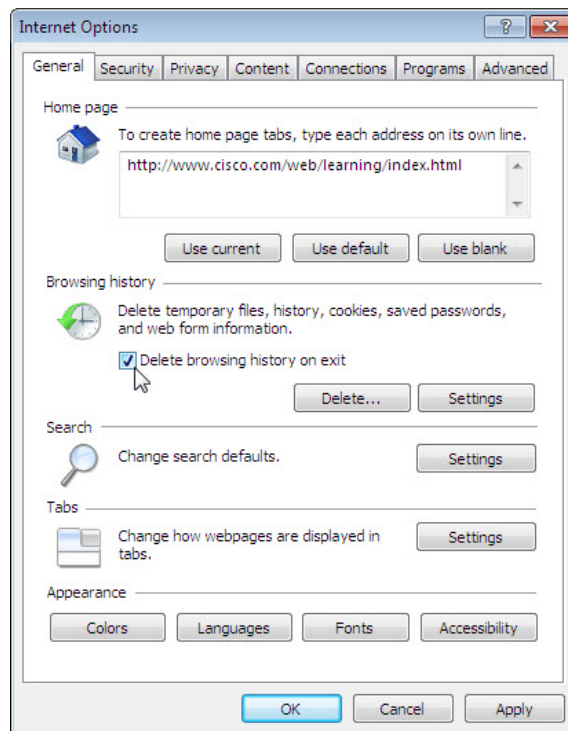 Internet Options
General Security Privacy Content Connections Programs Advanced
Home page
To create home page tabs, type each address on its own line.
http://www.cisco.com/web/learning/index.html
Use current Use default Use blank
Browsing history
Delete temporary files, history, cookies, saved passwords,
and web form information.
Delete browsing history on exit
Delete... Settings
Search
Change search defaults. Settings
Tabs
Change how webpages are displayed in Settings
tabs.
Appearance
Colors Languages Fonts Accessibility
OK Cancel Apply